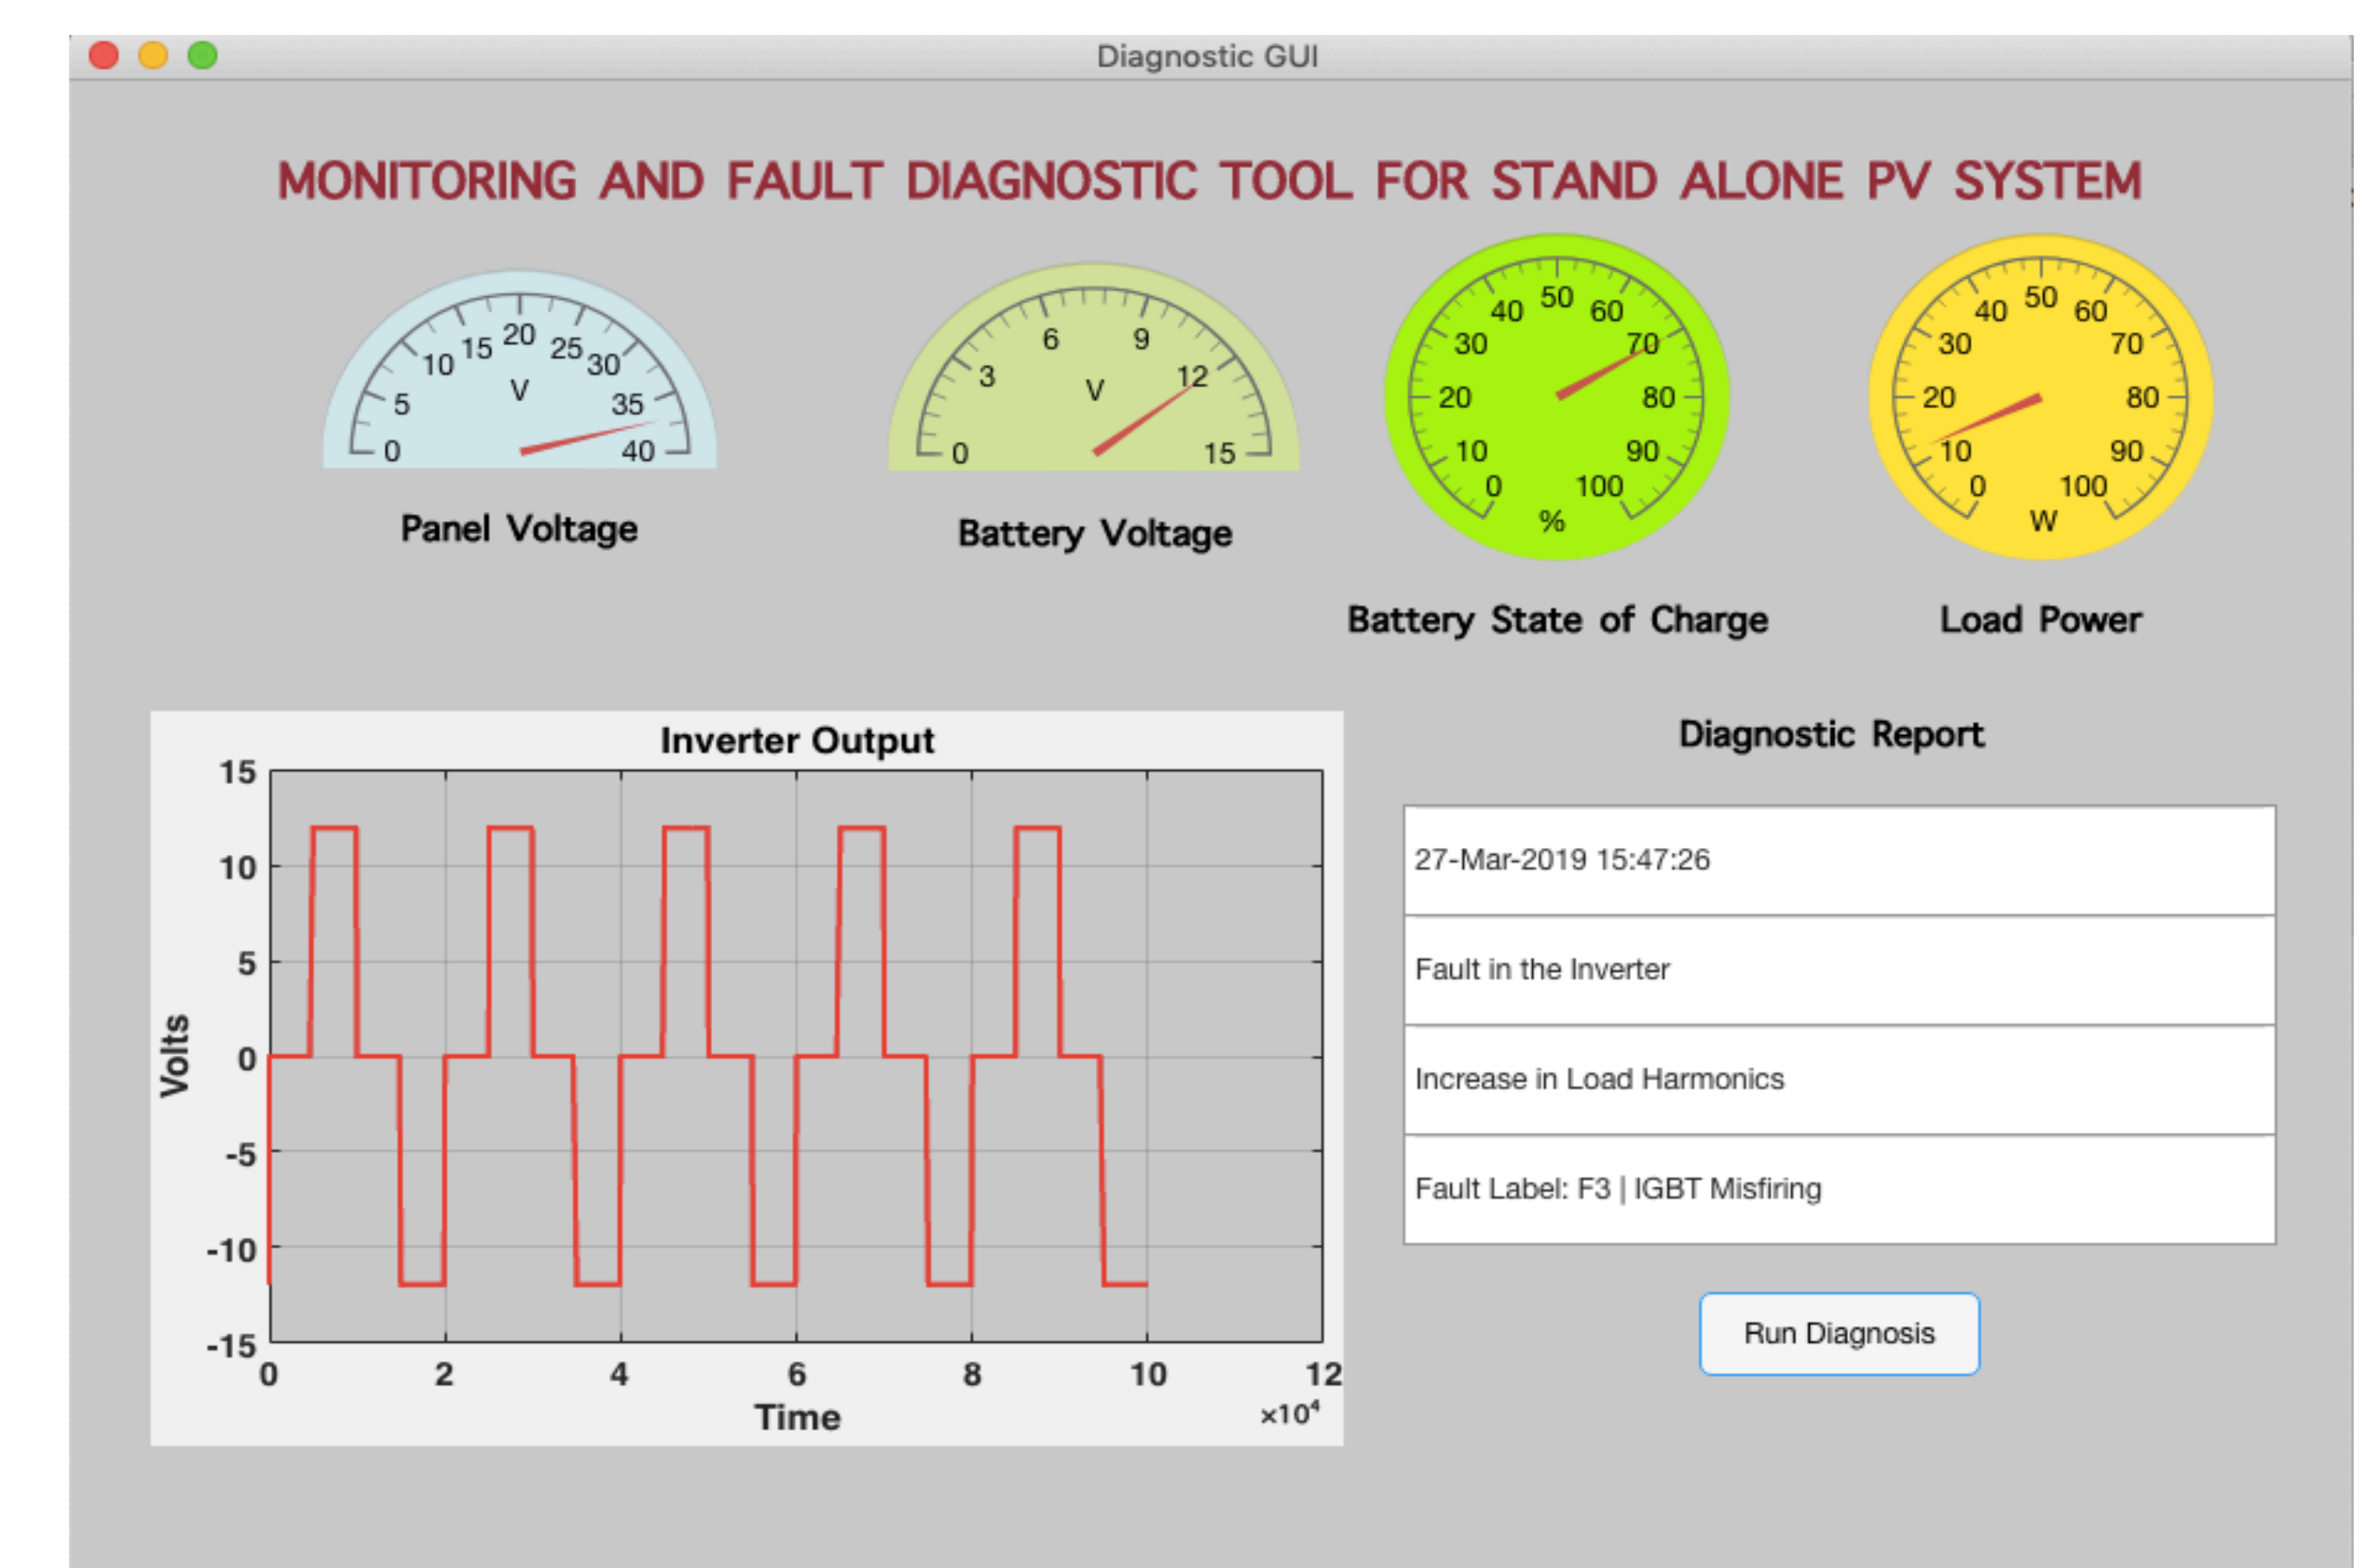 Diagnostic GUI
MONITORING AND FAULT DIAGNOSTIC TOOL FOR STAND ALONE PV SYSTEM
0 5 10 15 20 25 30 35 40
V
Panel Voltage
0 3 6 9 12 15
V
Battery Voltage
0 10 20 30 40 50 60 70 80 90 100
%
Battery State of Charge
0 10 20 30 40 50 60 70 80 90 100
W
Load Power
Inverter Output
15
10
5
0
-5
-10
-15
Volts
0 2 4 6 8 10 12
Time
×10⁴
Diagnostic Report
27-Mar-2019 15:47:26
Fault in the Inverter
Increase in Load Harmonics
Fault Label: F3 | IGBT Misfiring
Run Diagnosis